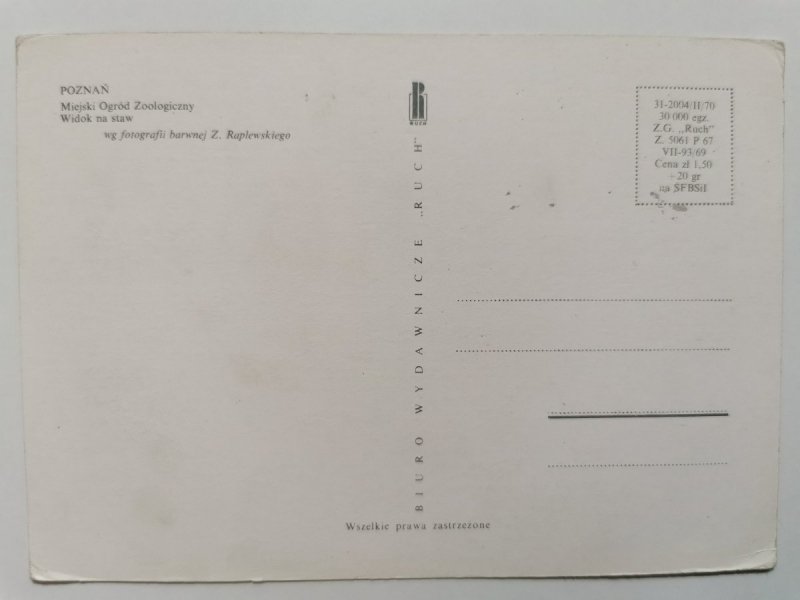 POZNAŃ
Miejski Ogród Zoologiczny
Widok na staw
wg fotografii barwnej Z. Raplewskiego
RUCH
BIURO WYDAWNICZE „RUCH"
31-2004/II/70
30 000 egz.
Z.G. „Ruch"
Z. 5061 P 67
VII-93/69
Cena zł 1,50
+20 gr
na SFBSiI
Wszelkie prawa zastrzeżone